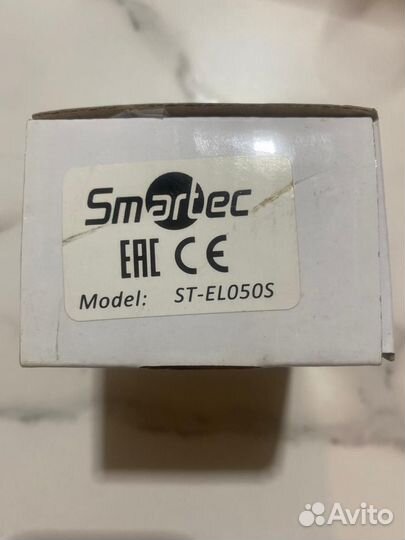 Smartec
EAC CE
Model: ST-EL050S
Avito